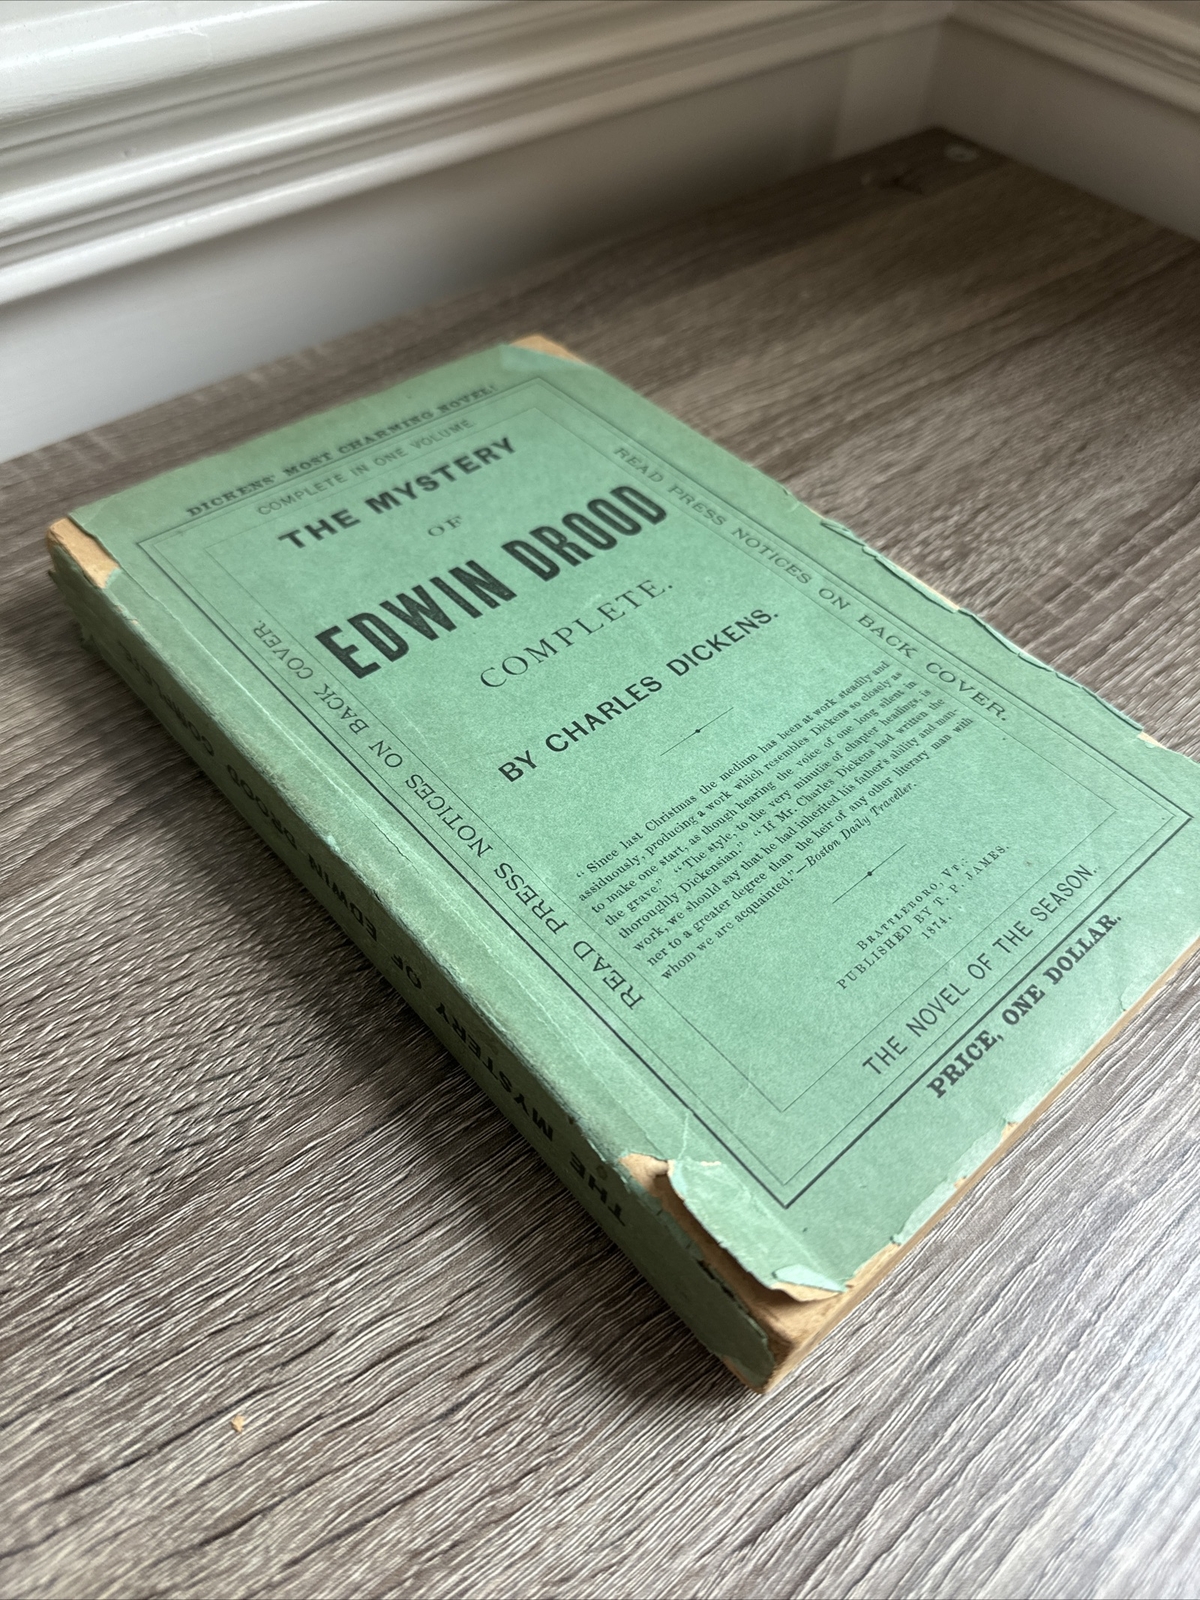 DICKENS' MOST CHARMING NOVEL!
COMPLETE IN ONE VOLUME
THE MYSTERY
OF
EDWIN DROOD
COMPLETE.
BY CHARLES DICKENS.
"Since last Christmas the medium has been at work steadily and
assiduously, producing a work which resembles Dickens so closely as
to make one start, as though hearing the voice of one long silent in
the grave." "The style, to the very minutiæ of chapter headings, is
thoroughly Dickensian." "If Mr. Charles Dickens had written the
work, we should say that he had inherited his father's ability and man-
ner to a greater degree than the heir of any other literary man with
whom we are acquainted."—Boston Daily Traveller.
BRATTLEBORO, VT.:
PUBLISHED BY T. P. JAMES.
1874.
THE NOVEL OF THE SEASON.
PRICE, ONE DOLLAR.
READ PRESS NOTICES ON BACK COVER.
READ PRESS NOTICES ON BACK COVER.
THE MYSTERY OF EDWIN DROOD COMPLETE